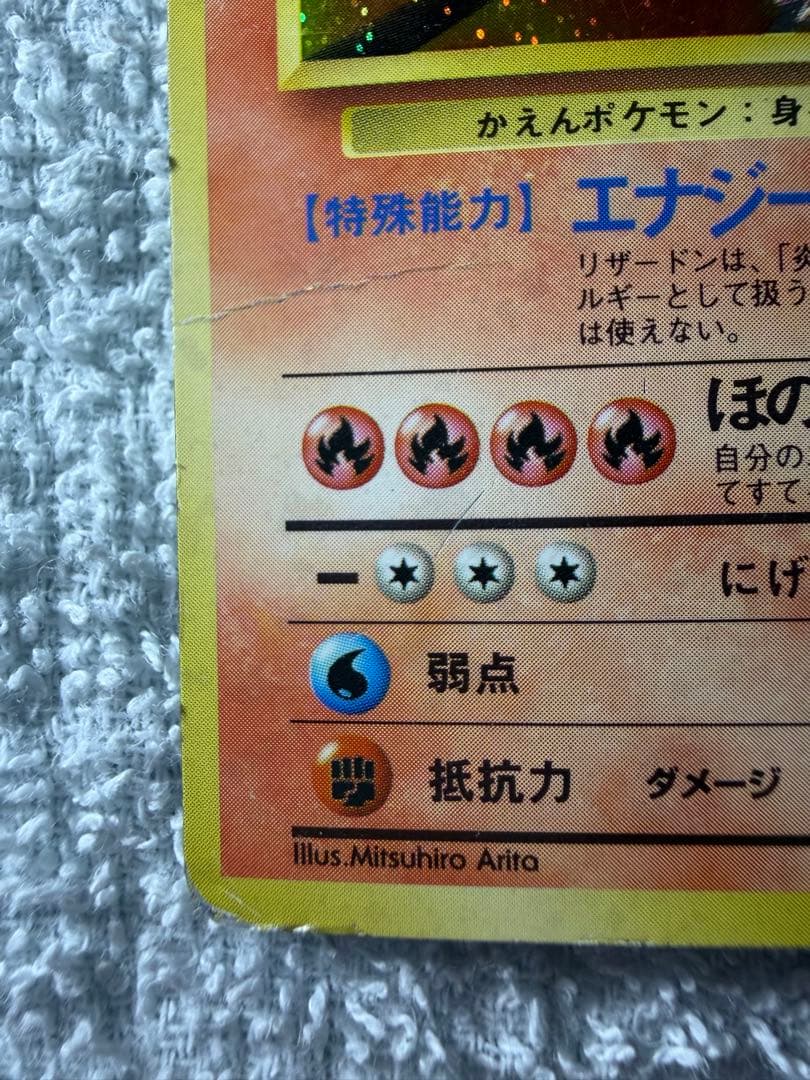 かえんポケモン：身
【特殊能力】 エナジー
リザードンは、「炎
ルギーとして扱う
は使えない。
ほの
自分の
てすて
にげ
弱点
抵抗力 ダメージ
Illus.Mitsuhiro Arita